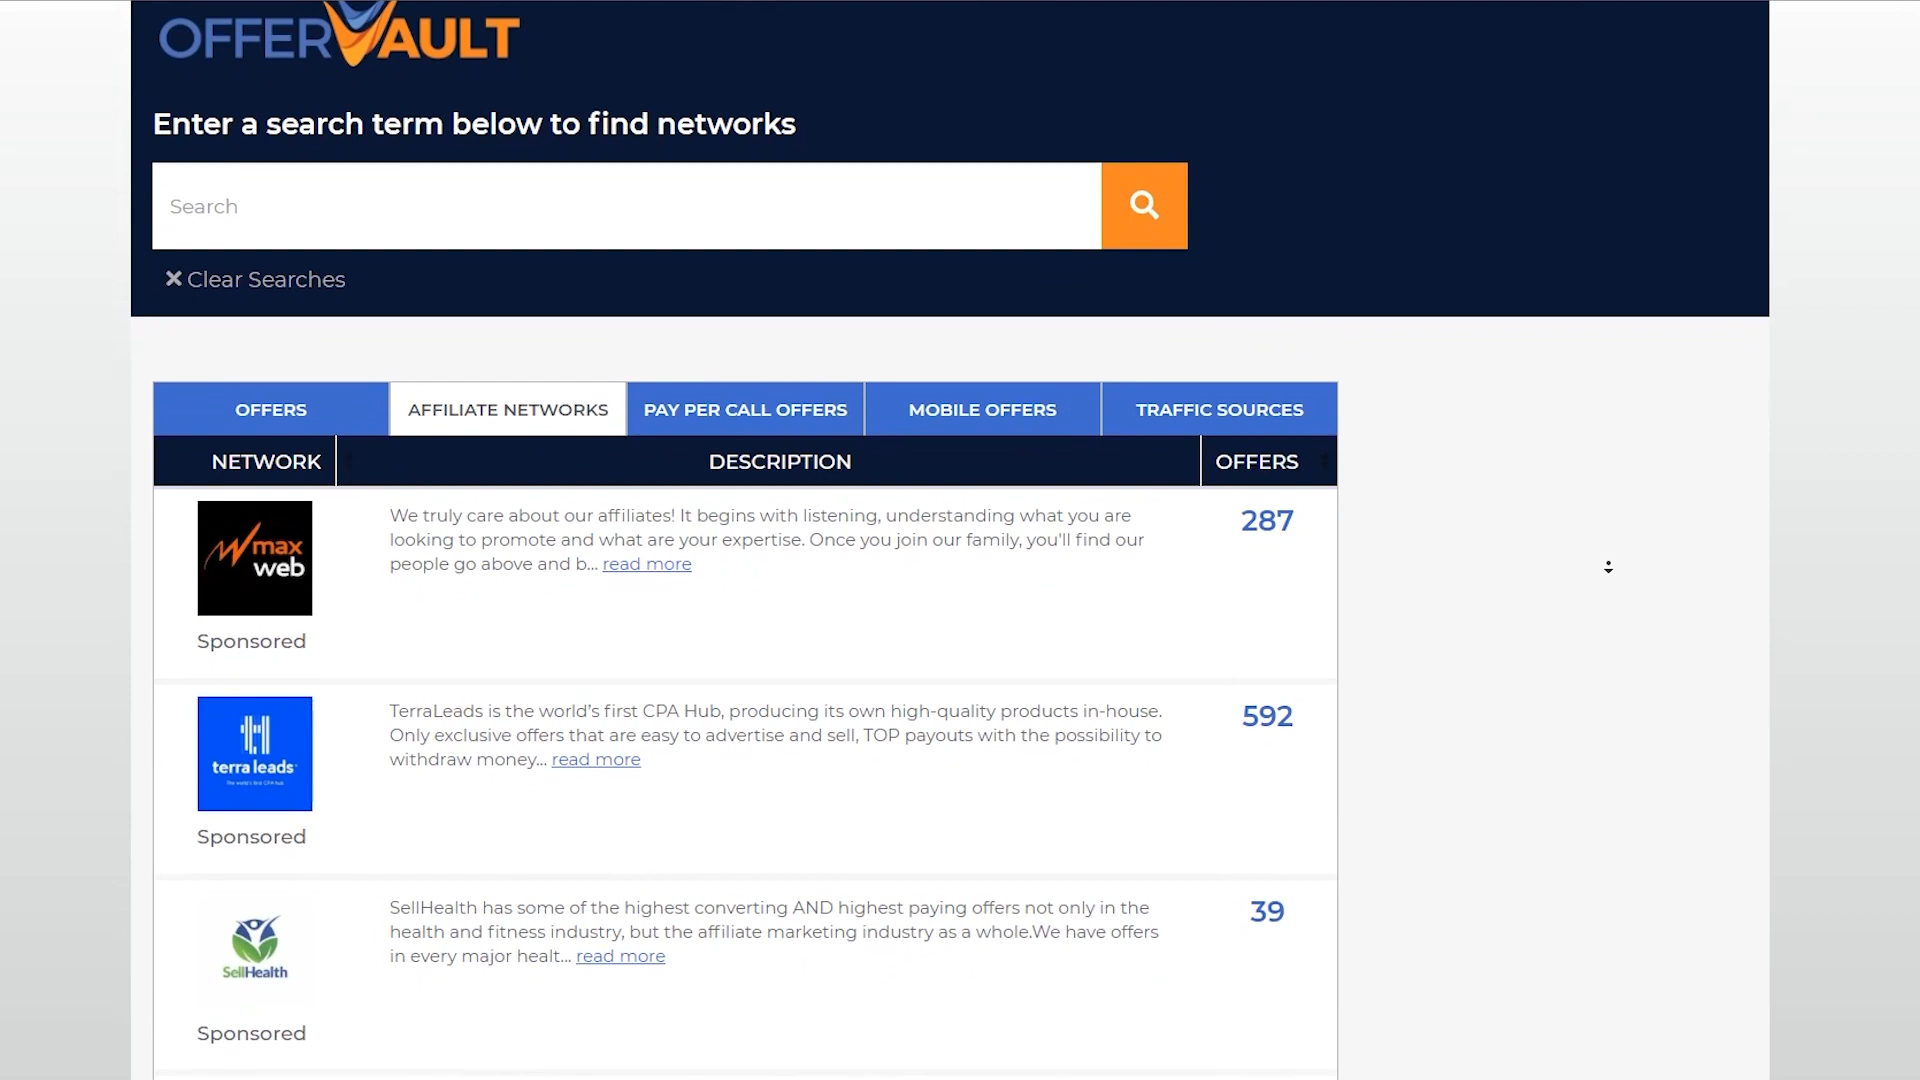 OFFERVAULT
Enter a search term below to find networks
Search
Clear Searches
OFFERS AFFILIATE NETWORKS PAY PER CALL OFFERS MOBILE OFFERS TRAFFIC SOURCES
NETWORK DESCRIPTION OFFERS
We truly care about our affiliates! It begins with listening, understanding what you are 287
looking to promote and what are your expertise. Once you join our family, you'll find our
people go above and b... read more
max
web
Sponsored
TerraLeads is the world’s first CPA Hub, producing its own high-quality products in-house. 592
Only exclusive offers that are easy to advertise and sell, TOP payouts with the possibility to
withdraw money... read more
terra leads
The world's first CPA hub
Sponsored
SellHealth has some of the highest converting AND highest paying offers not only in the 39
health and fitness industry, but the affiliate marketing industry as a whole.We have offers
in every major healt... read more
SellHealth
Sponsored